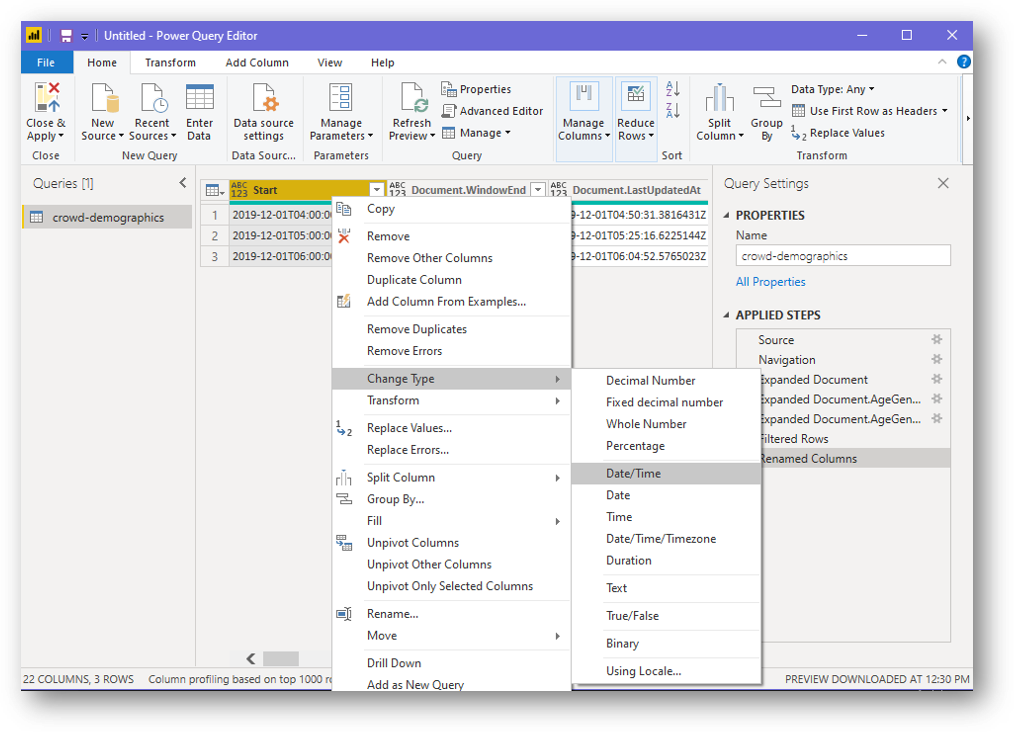 Untitled - Power Query Editor
File Home Transform Add Column View Help
Close & Apply
New Source
Recent Sources
Enter Data
Data source settings
Manage Parameters
Refresh Preview
Properties
Advanced Editor
Manage
Manage Columns
Reduce Rows
Split Column
Group By
Data Type: Any
Use First Row as Headers
Replace Values
Close New Query Data Sourc... Parameters Query Sort Transform
Queries [1]
crowd-demographics
ABC 123 Start ABC 123 Document.WindowEnd ABC 123 Document.LastUpdatedAt
1 2019-12-01T04:00:0 9-12-01T04:50:31.3816431Z
2 2019-12-01T05:00:0 9-12-01T05:25:16.6225144Z
3 2019-12-01T06:00:0 9-12-01T06:04:52.5765023Z
Copy
Remove
Remove Other Columns
Duplicate Column
Add Column From Examples...
Remove Duplicates
Remove Errors
Change Type
Transform
Replace Values...
Replace Errors...
Split Column
Group By...
Fill
Unpivot Columns
Unpivot Other Columns
Unpivot Only Selected Columns
Rename...
Move
Drill Down
Add as New Query
Decimal Number
Fixed decimal number
Whole Number
Percentage
Date/Time
Date
Time
Date/Time/Timezone
Duration
Text
True/False
Binary
Using Locale...
Query Settings
PROPERTIES
Name
crowd-demographics
All Properties
APPLIED STEPS
Source
Navigation
Expanded Document
Expanded Document.AgeGen...
Expanded Document.AgeGen...
Filtered Rows
Renamed Columns
22 COLUMNS, 3 ROWS Column profiling based on top 1000 r PREVIEW DOWNLOADED AT 12:30 PM